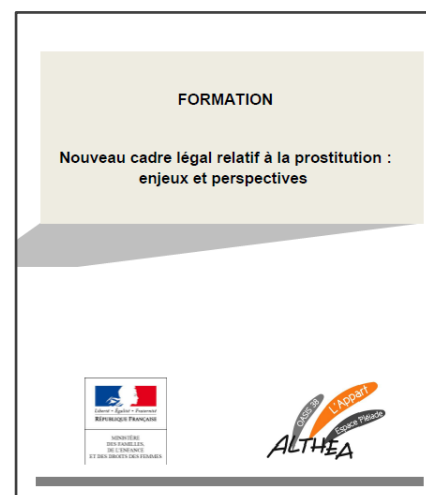 FORMATION
Nouveau cadre légal relatif à la prostitution :
enjeux et perspectives
Liberté • Égalité • Fraternité
RÉPUBLIQUE FRANÇAISE
MINISTÈRE
DES FAMILLES,
DE L'ENFANCE
ET DES DROITS DES FEMMES
OASIS 38
L'Appart
Espace Pléiade
ALTHEA